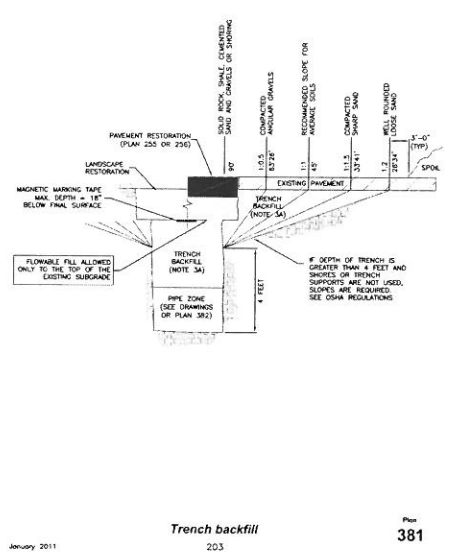 SOLID ROCK, SHALE, CEMENTED
SAND AND GRAVELS OR SHORING
90°
COMPACTED
ANGULAR GRAVELS
1:0.5
63°26'
RECOMMENDED SLOPE FOR
AVERAGE SOILS
1:1
45°
COMPACTED
SHARP SAND
1:1.5
33°41'
WELL ROUNDED
LOOSE SAND
1:2
26°34'
3'-0"
(TYP)
SPOIL
PAVEMENT RESTORATION
(PLAN 255 OR 256)
LANDSCAPE
RESTORATION
EXISTING PAVEMENT
MAGNETIC MARKING TAPE
MAX. DEPTH = 18"
BELOW FINAL SURFACE
TRENCH
BACKFILL
(NOTE 3A)
FLOWABLE FILL ALLOWED
ONLY TO THE TOP OF THE
EXISTING SUBGRADE
TRENCH
BACKFILL
(NOTE 3A)
IF DEPTH OF TRENCH IS
GREATER THAN 4 FEET AND
SHORES OR TRENCH
SUPPORTS ARE NOT USED,
SLOPES ARE REQUIRED.
SEE OSHA REGULATIONS
4 FEET
PIPE ZONE
(SEE DRAWINGS
OR PLAN 382)
Trench backfill
Plan
381
January 2011
203